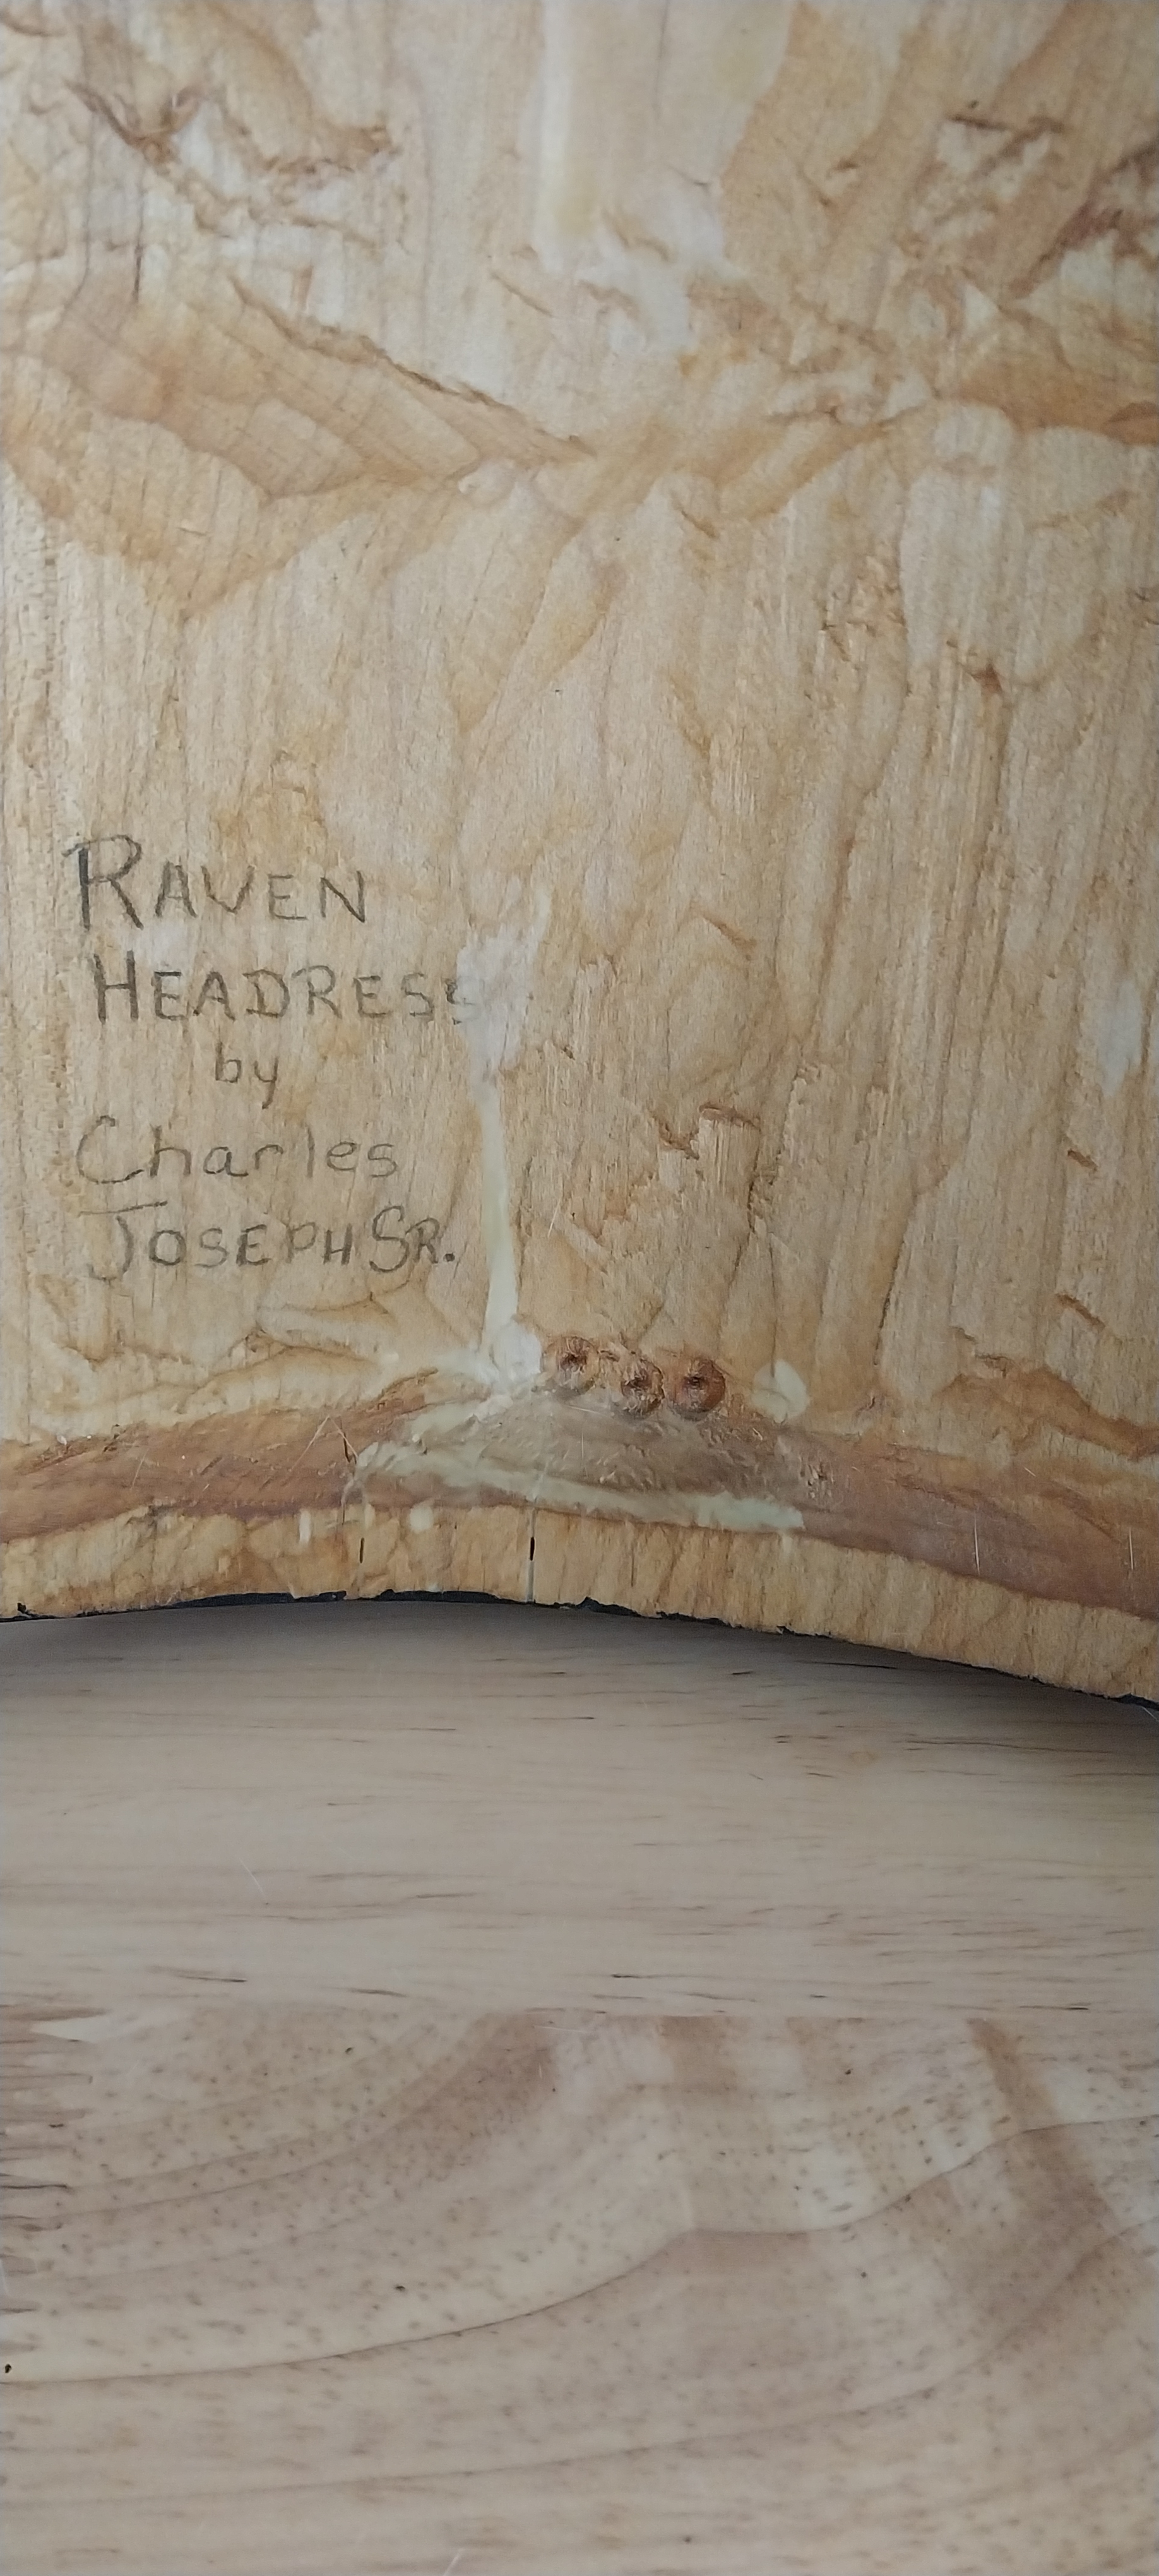 RAVEN
HEADRESS
by
Charles
JOSEPH SR.